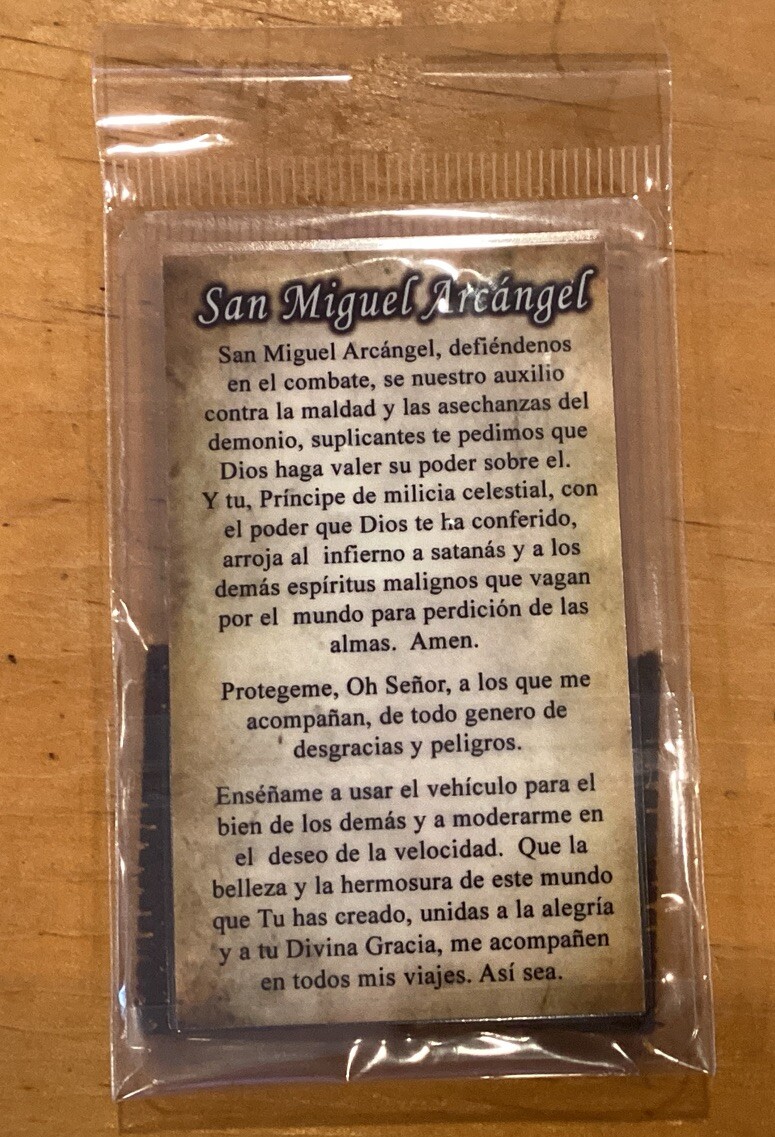 San Miguel Arcángel
San Miguel Arcángel, defiéndenos
en el combate, se nuestro auxilio
contra la maldad y las asechanzas del
demonio, suplicantes te pedimos que
Dios haga valer su poder sobre el.
Y tu, Príncipe de milicia celestial, con
el poder que Dios te ha conferido,
arroja al infierno a satanás y a los
demás espíritus malignos que vagan
por el mundo para perdición de las
almas. Amen.
Protegeme, Oh Señor, a los que me
acompañan, de todo genero de
desgracias y peligros.
Enséñame a usar el vehículo para el
bien de los demás y a moderarme en
el deseo de la velocidad. Que la
belleza y la hermosura de este mundo
que Tu has creado, unidas a la alegría
y a tu Divina Gracia, me acompañen
en todos mis viajes. Así sea.